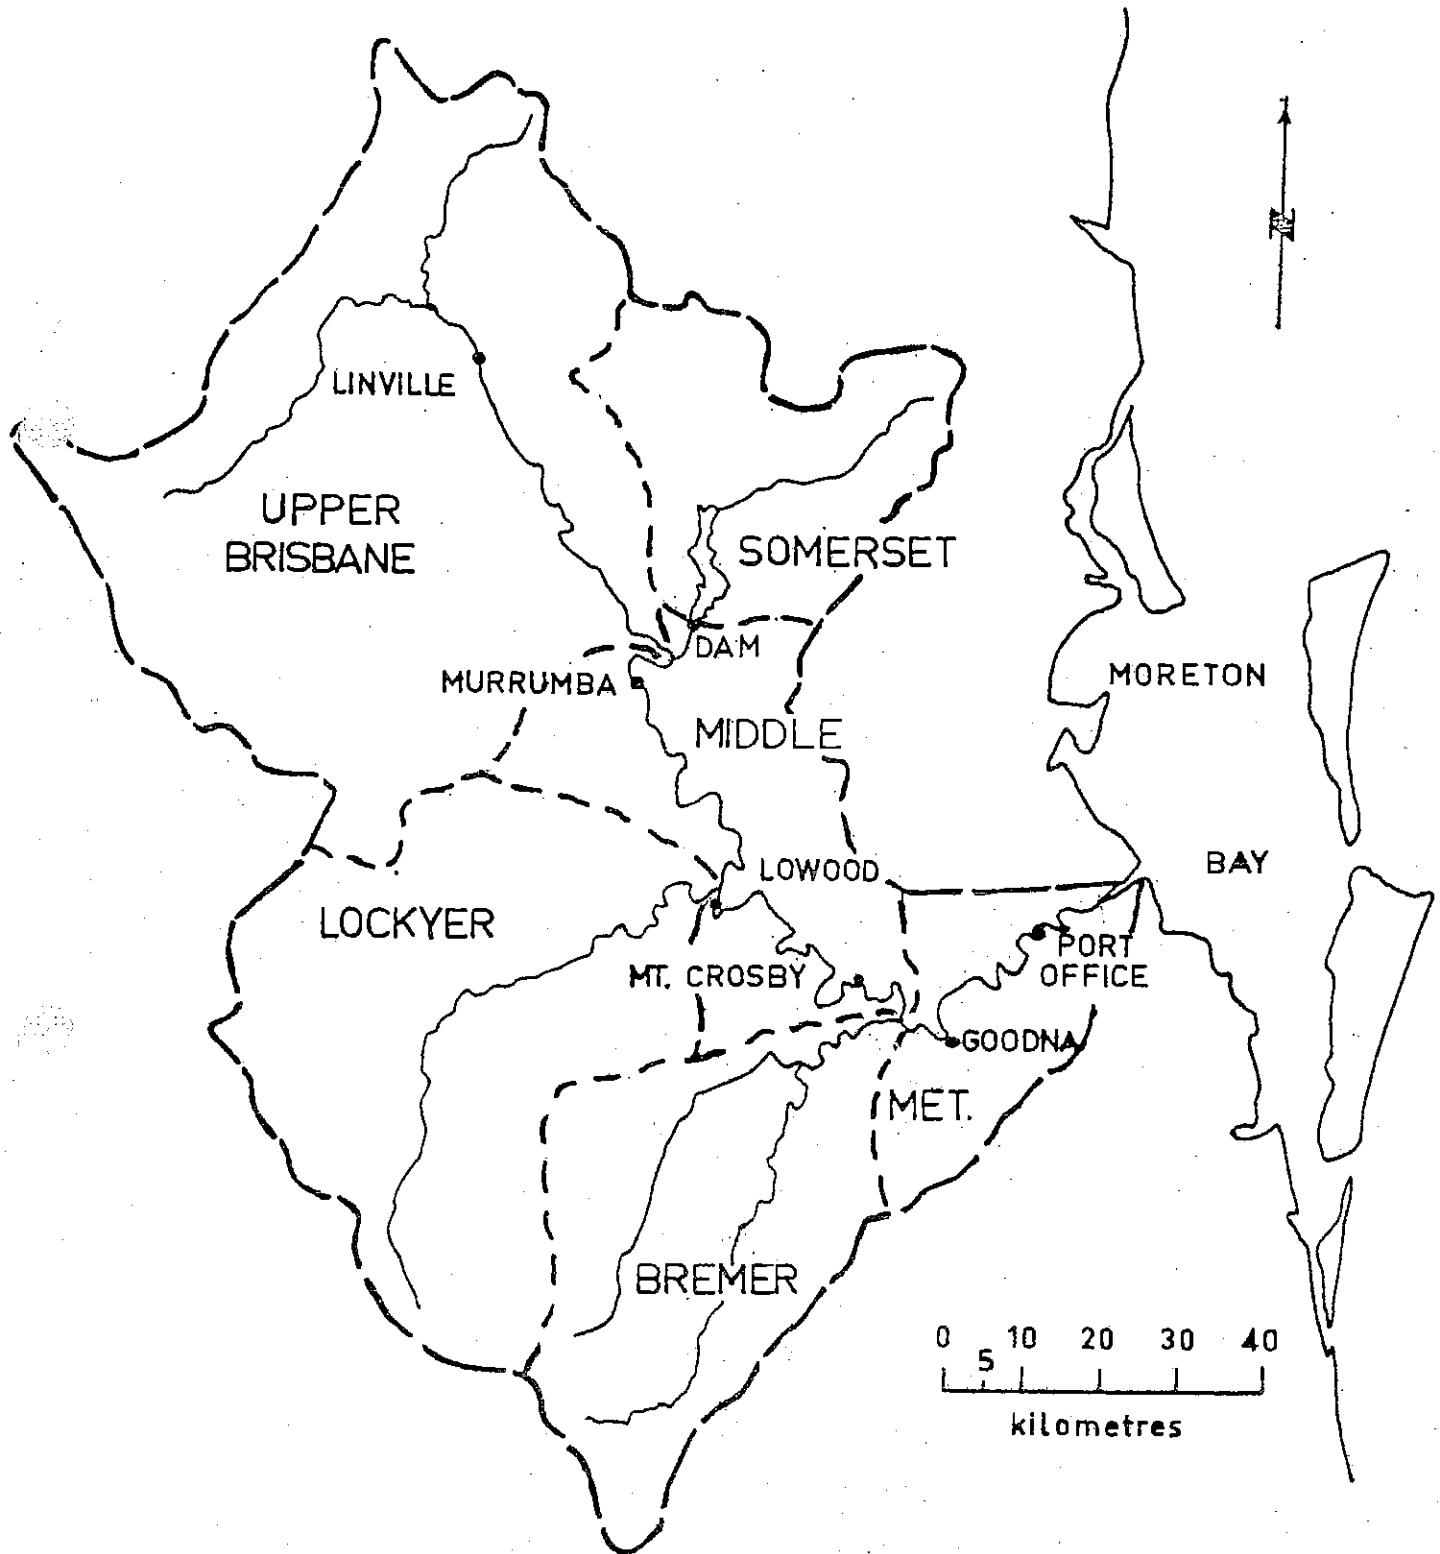 N
LINVILLE
UPPER
BRISBANE
SOMERSET
DAM
MURRUMBA
MORETON
MIDDLE
LOWOOD
BAY
LOCKYER
MT. CROSBY
PORT
OFFICE
GOODNA
MET.
BREMER
0 5 10 20 30 40
kilometres